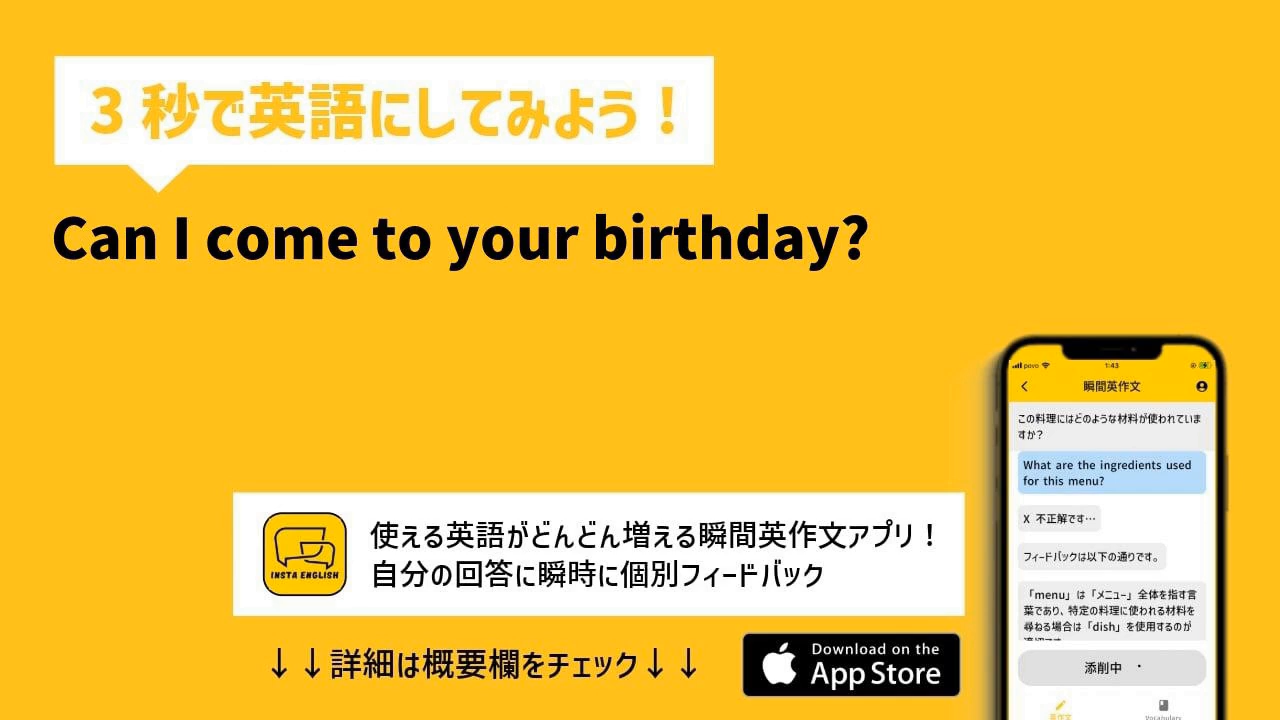 3 秒で英語にしてみよう！
Can I come to your birthday?
povo
1:43
瞬間英作文
この料理にはどのような材料が使われていま
すか？
What are the ingredients used
for this menu?
X 不正解です…
フィードバックは以下の通りです。
「menu」は「メニュー」全体を指す言
葉であり、特定の料理に使われる材料を
尋ねる場合は「dish」を使用するのが
添削中
英作文
Vocabulary
INSTA ENGLISH
使える英語がどんどん増える瞬間英作文アプリ！
自分の回答に瞬時に個別フィードバック
↓↓詳細は概要欄をチェック↓↓
Download on the
App Store